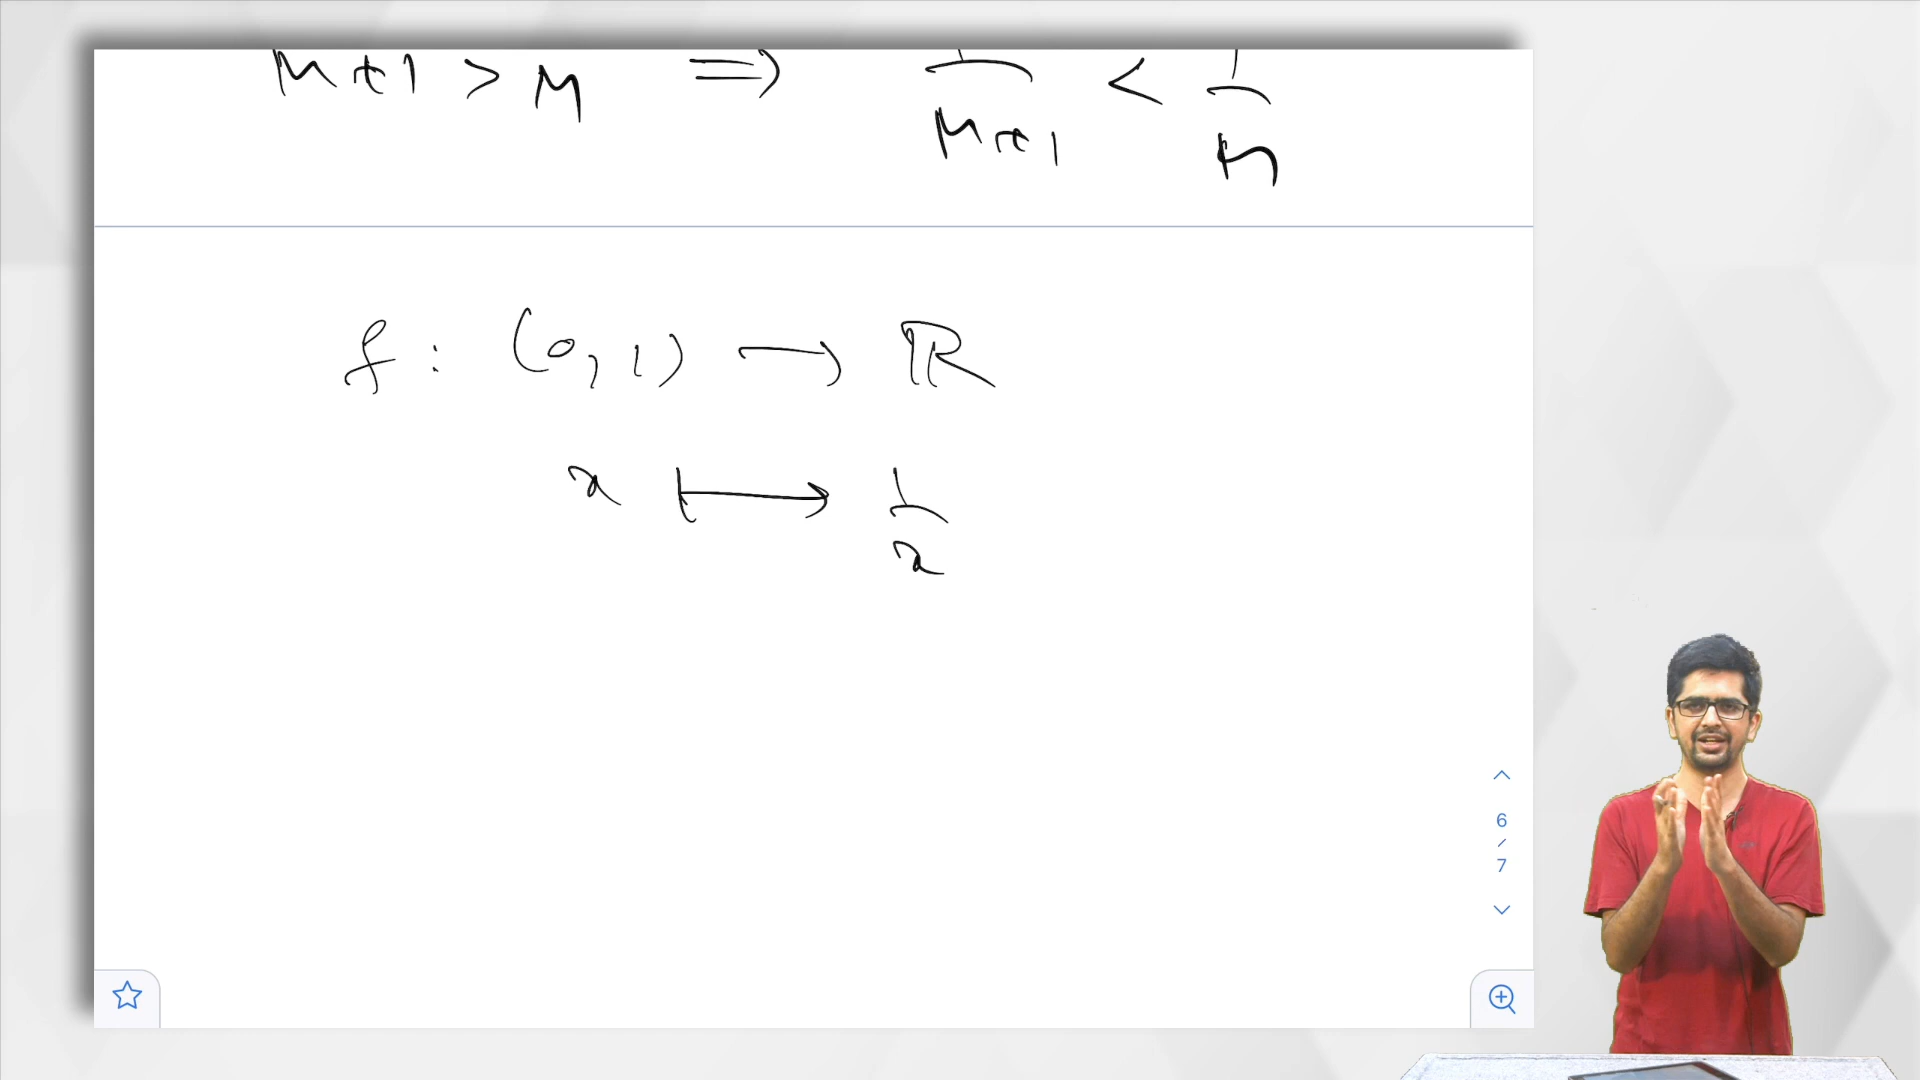 n+1 > n ⟹ 1/(n+1) < 1/n
f : (0, 1) ⟶ ℝ
x ⟼ 1/x
6
/
7